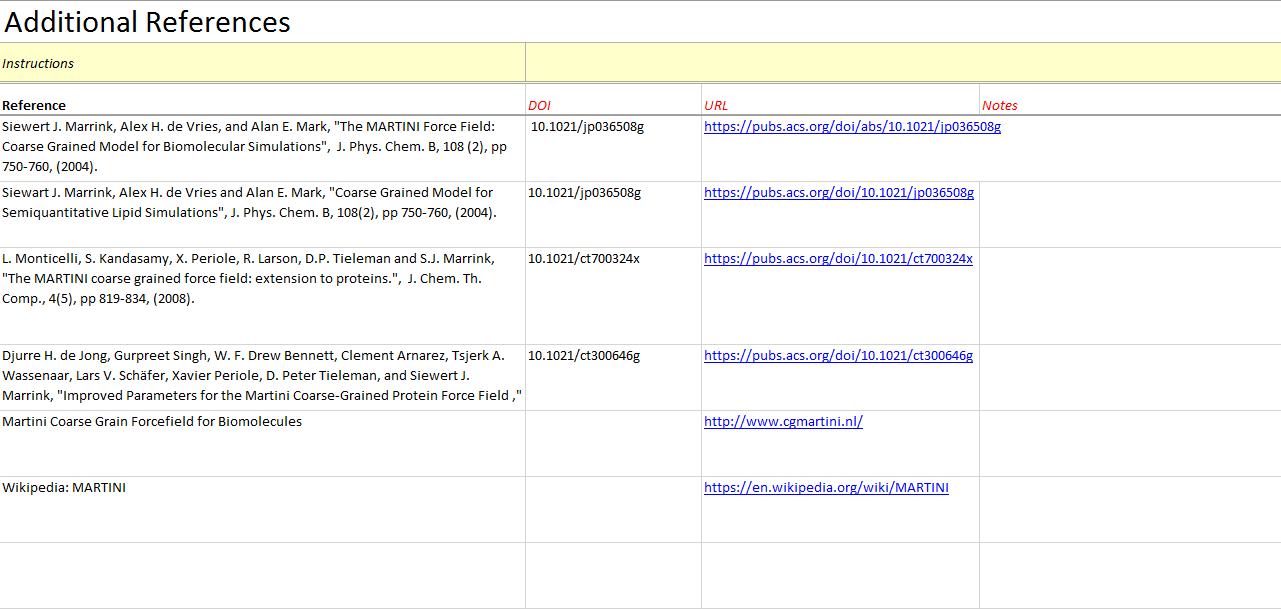 Additional References
Instructions
Reference DOI URL Notes
Siewert J. Marrink, Alex H. de Vries, and Alan E. Mark, "The MARTINI Force Field: 10.1021/jp036508g https://pubs.acs.org/doi/abs/10.1021/jp036508g
Coarse Grained Model for Biomolecular Simulations", J. Phys. Chem. B, 108 (2), pp
750-760, (2004).
Siewart J. Marrink, Alex H. de Vries and Alan E. Mark, "Coarse Grained Model for 10.1021/jp036508g https://pubs.acs.org/doi/10.1021/jp036508g
Semiquantitative Lipid Simulations", J. Phys. Chem. B, 108(2), pp 750-760, (2004).
L. Monticelli, S. Kandasamy, X. Periole, R. Larson, D.P. Tieleman and S.J. Marrink, 10.1021/ct700324x https://pubs.acs.org/doi/10.1021/ct700324x
"The MARTINI coarse grained force field: extension to proteins.", J. Chem. Th.
Comp., 4(5), pp 819-834, (2008).
Djurre H. de Jong, Gurpreet Singh, W. F. Drew Bennett, Clement Arnarez, Tsjerk A. 10.1021/ct300646g https://pubs.acs.org/doi/10.1021/ct300646g
Wassenaar, Lars V. Schäfer, Xavier Periole, D. Peter Tieleman, and Siewert J.
Marrink, "Improved Parameters for the Martini Coarse-Grained Protein Force Field ,"
Martini Coarse Grain Forcefield for Biomolecules http://www.cgmartini.nl/
Wikipedia: MARTINI https://en.wikipedia.org/wiki/MARTINI